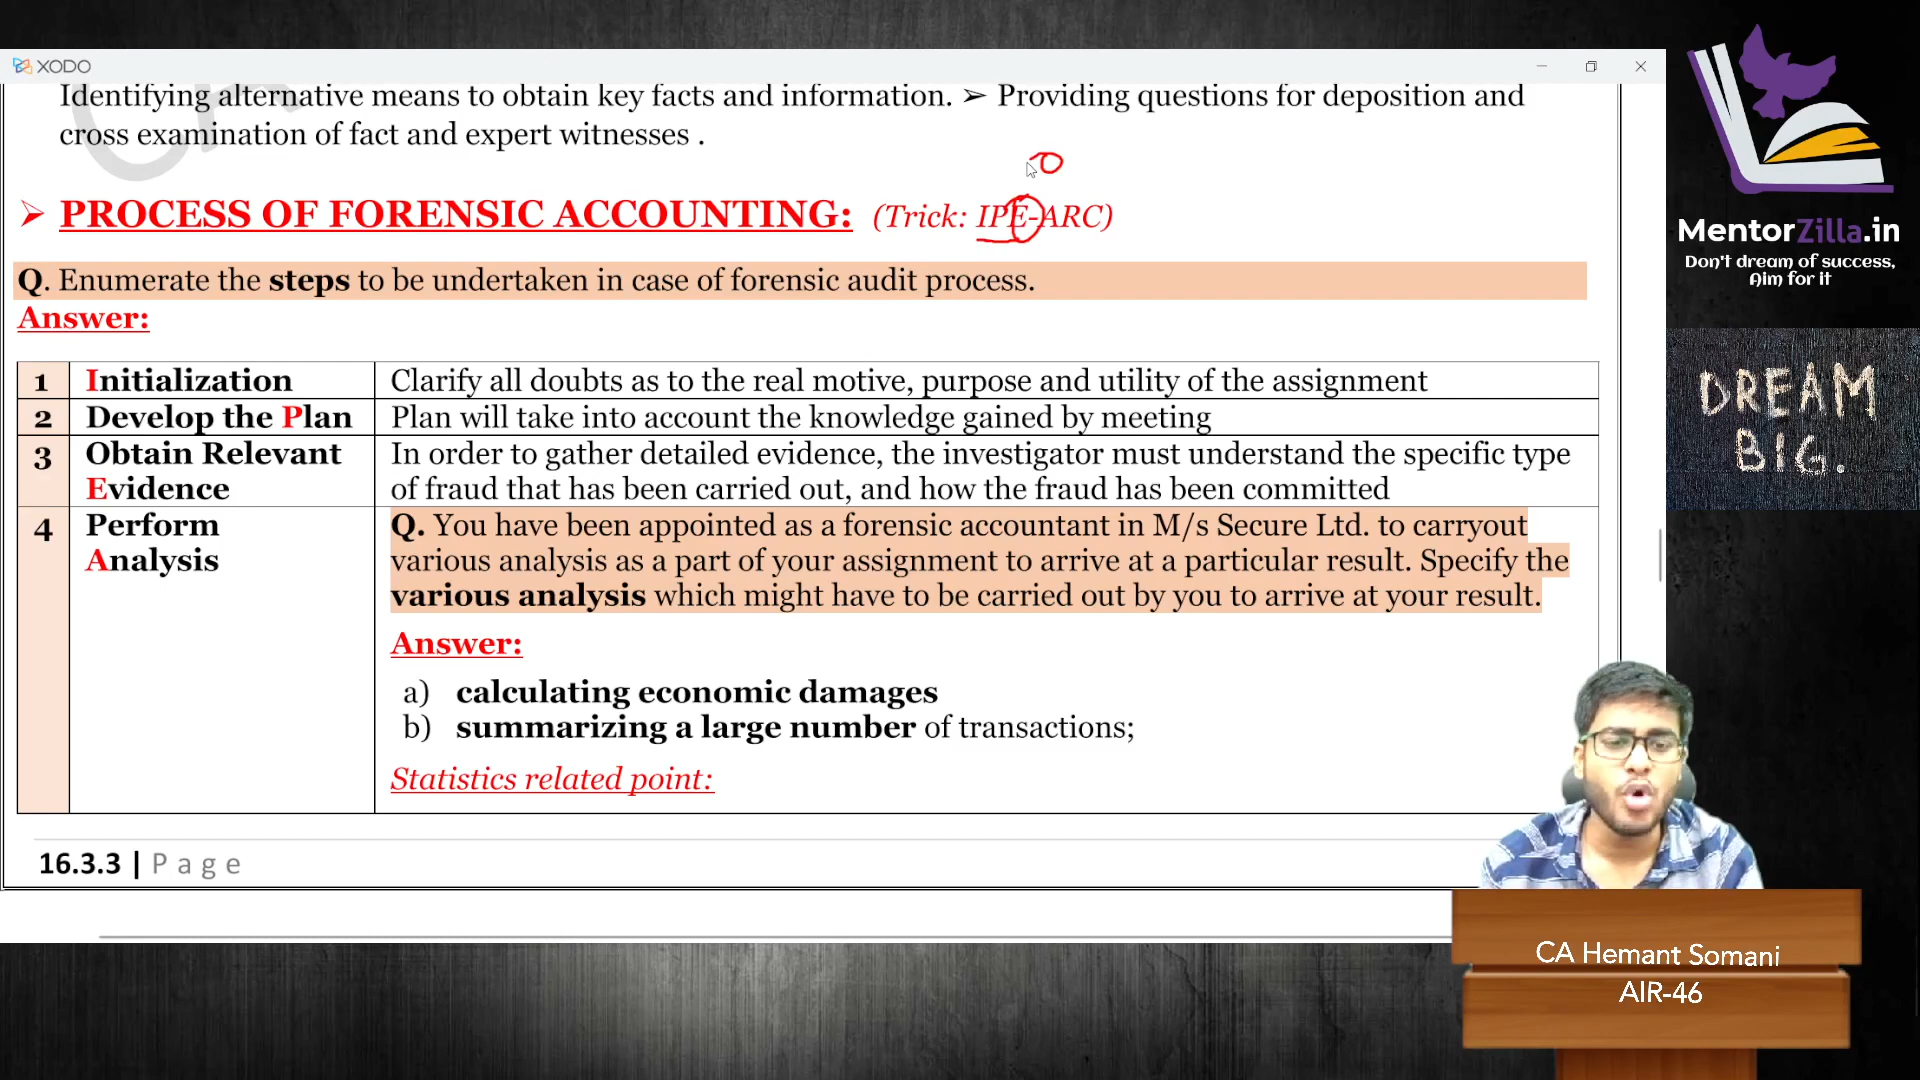 XODO
Identifying alternative means to obtain key facts and information. ➢ Providing questions for deposition and
cross examination of fact and expert witnesses .
➢ PROCESS OF FORENSIC ACCOUNTING: (Trick: IPE-ARC)
Q. Enumerate the steps to be undertaken in case of forensic audit process.
Answer:
1 Initialization Clarify all doubts as to the real motive, purpose and utility of the assignment
2 Develop the Plan Plan will take into account the knowledge gained by meeting
3 Obtain Relevant In order to gather detailed evidence, the investigator must understand the specific type
Evidence of fraud that has been carried out, and how the fraud has been committed
4 Perform Q. You have been appointed as a forensic accountant in M/s Secure Ltd. to carryout
Analysis various analysis as a part of your assignment to arrive at a particular result. Specify the
various analysis which might have to be carried out by you to arrive at your result.
Answer:
a) calculating economic damages
b) summarizing a large number of transactions;
Statistics related point:
16.3.3 | Page
MentorZilla.in
Don't dream of success,
Aim for it
DREAM
BIG.
CA Hemant Somani
AIR-46